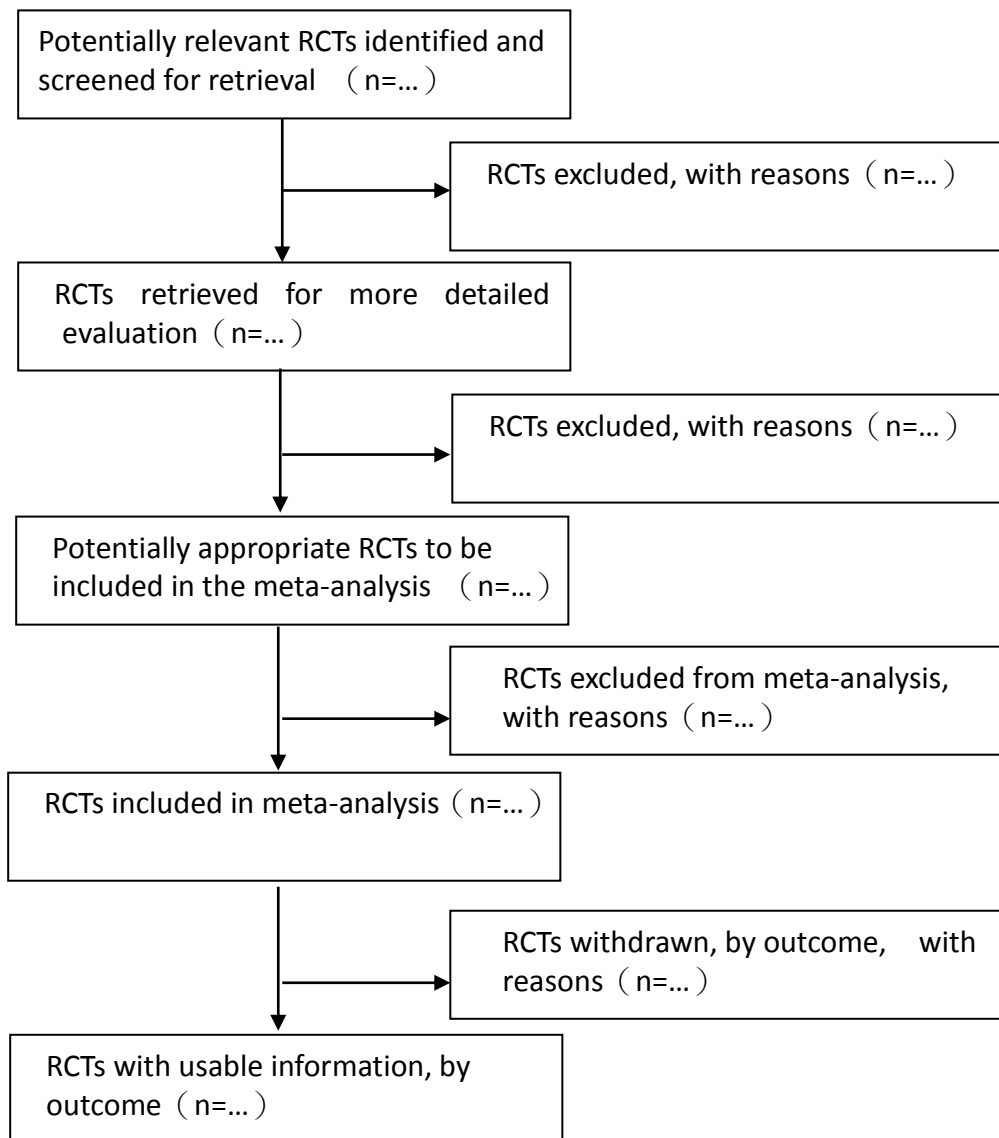 Potentially relevant RCTs identified and
screened for retrieval （n=…）
RCTs excluded, with reasons（n=…）
RCTs retrieved for more detailed
evaluation（n=…）
RCTs excluded, with reasons（n=…）
Potentially appropriate RCTs to be
included in the meta-analysis （n=…）
RCTs excluded from meta-analysis,
with reasons（n=…）
RCTs included in meta-analysis（n=…）
RCTs withdrawn, by outcome, with
reasons（n=…）
RCTs with usable information, by
outcome（n=…）